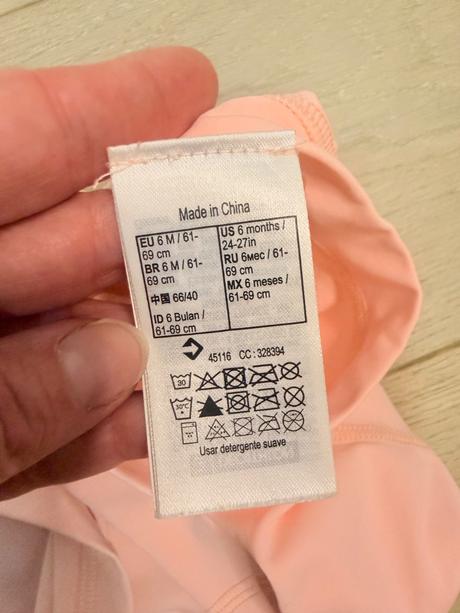 Made in China
EU 6 M / 61-
69 cm
BR 6 M / 61-
69 cm
中国 66/40
ID 6 Bulan /
61-69 cm
US 6 months /
24-27in
RU 6мес / 61-
69 cm
MX 6 meses /
61-69 cm
45116 CC : 328394
30
30°C
Usar detergente suave